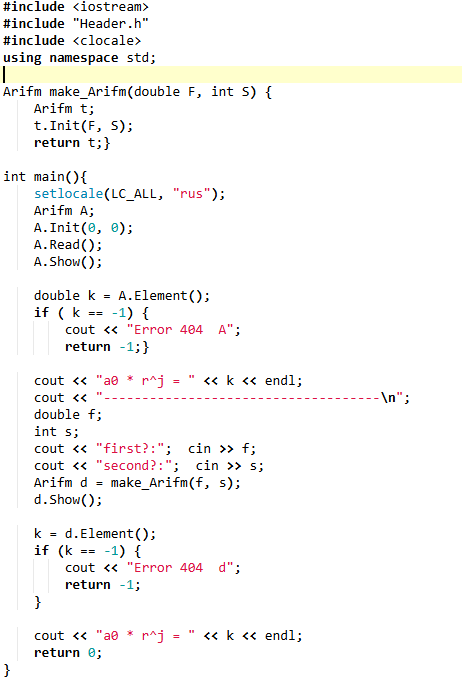 #include <iostream>
#include "Header.h"
#include <clocale>
using namespace std;
Arifm make_Arifm(double F, int S) {
    Arifm t;
    t.Init(F, S);
    return t;}
int main(){
    setlocale(LC_ALL, "rus");
    Arifm A;
    A.Init(0, 0);
    A.Read();
    A.Show();
    double k = A.Element();
    if ( k == -1) {
        cout << "Error 404  A";
        return -1;}
    cout << "a0 * r^j = " << k << endl;
    cout << "------------------------------------\n";
    double f;
    int s;
    cout << "first?:";  cin >> f;
    cout << "second?:";  cin >> s;
    Arifm d = make_Arifm(f, s);
    d.Show();
    k = d.Element();
    if (k == -1) {
        cout << "Error 404  d";
        return -1;
    }
    cout << "a0 * r^j = " << k << endl;
    return 0;
}